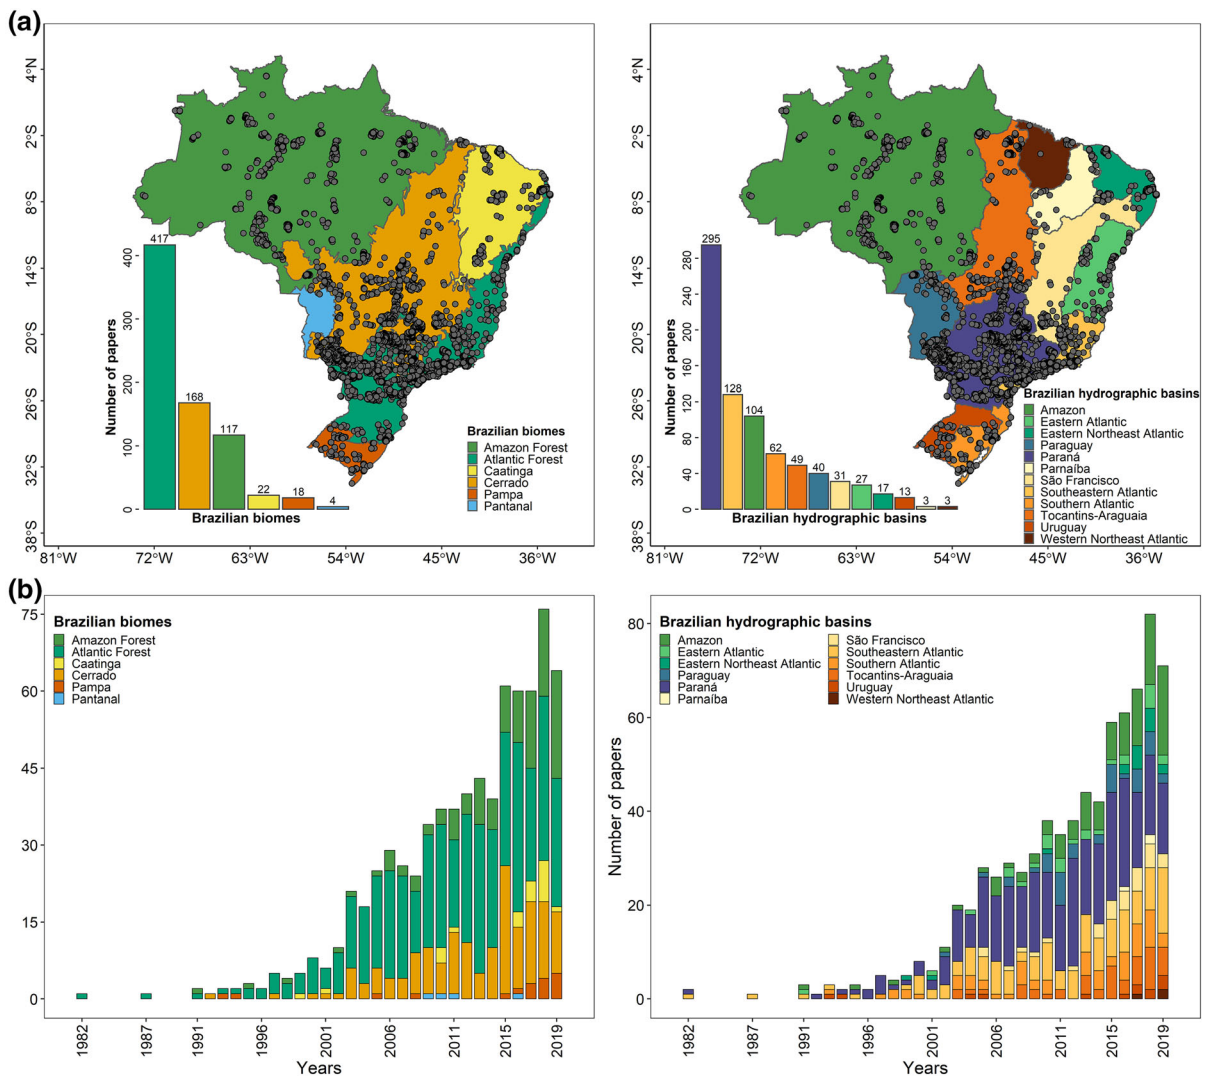 (a)
4°N
2°S
8°S
14°S
20°S
26°S
32°S
38°S
81°W
72°W
63°W
54°W
45°W
36°W
Number of papers
400
300
200
100
0
417
168
117
22
18
4
Brazilian biomes
Brazilian biomes
Amazon Forest
Atlantic Forest
Caatinga
Cerrado
Pampa
Pantanal
4°N
2°S
8°S
14°S
20°S
26°S
32°S
38°S
81°W
72°W
63°W
54°W
45°W
36°W
Number of papers
280
240
200
160
120
80
40
0
295
128
104
62
49
40
31
27
17
13
3
3
Brazilian hydrographic basins
Brazilian hydrographic basins
Amazon
Eastern Atlantic
Eastern Northeast Atlantic
Paraguay
Paraná
Parnaíba
São Francisco
Southeastern Atlantic
Southern Atlantic
Tocantins-Araguaia
Uruguay
Western Northeast Atlantic
(b)
75
60
45
30
15
0
Brazilian biomes
Amazon Forest
Atlantic Forest
Caatinga
Cerrado
Pampa
Pantanal
1982
1987
1991
1996
2001
2006
2011
2015
2019
Years
Number of papers
80
60
40
20
0
Brazilian hydrographic basins
Amazon
Eastern Atlantic
Eastern Northeast Atlantic
Paraguay
Paraná
Parnaíba
São Francisco
Southeastern Atlantic
Southern Atlantic
Tocantins-Araguaia
Uruguay
Western Northeast Atlantic
1982
1987
1991
1996
2001
2006
2011
2015
2019
Years